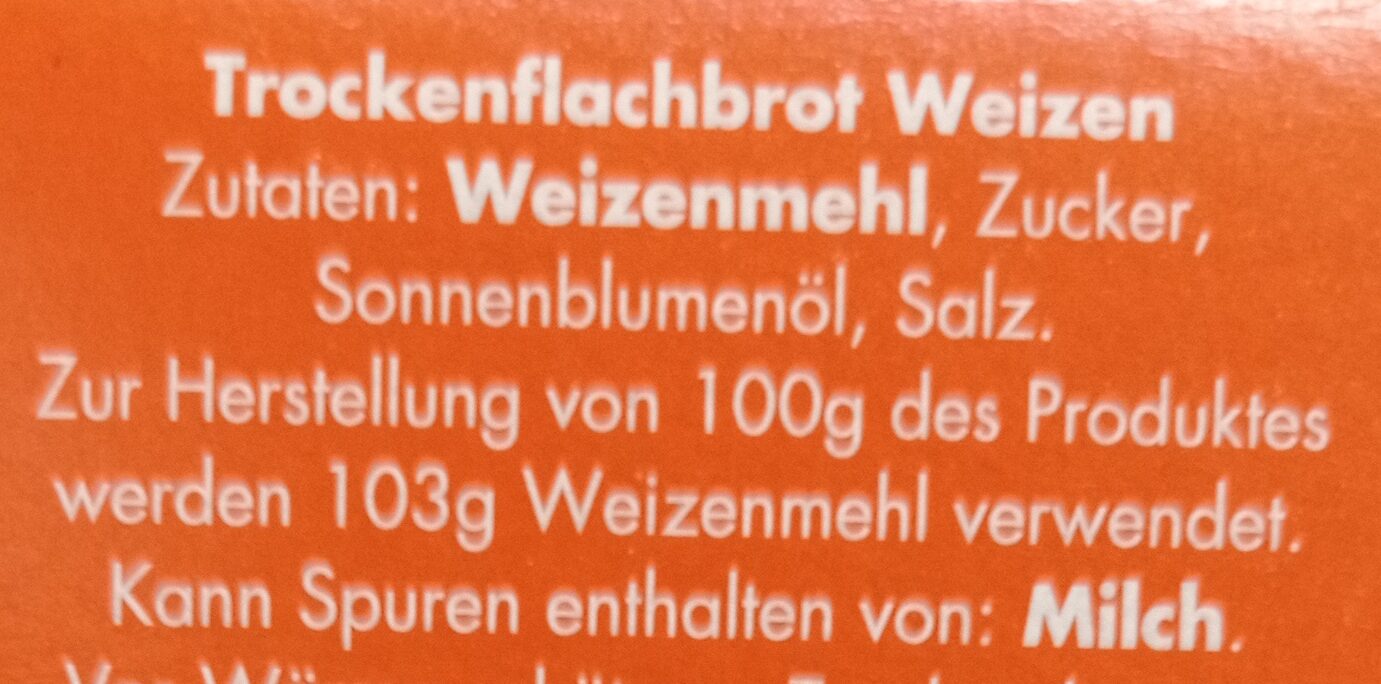 Trockenflachbrot Weizen
Zutaten: Weizenmehl, Zucker,
Sonnenblumenöl, Salz.
Zur Herstellung von 100g des Produktes
werden 103g Weizenmehl verwendet.
Kann Spuren enthalten von: Milch.